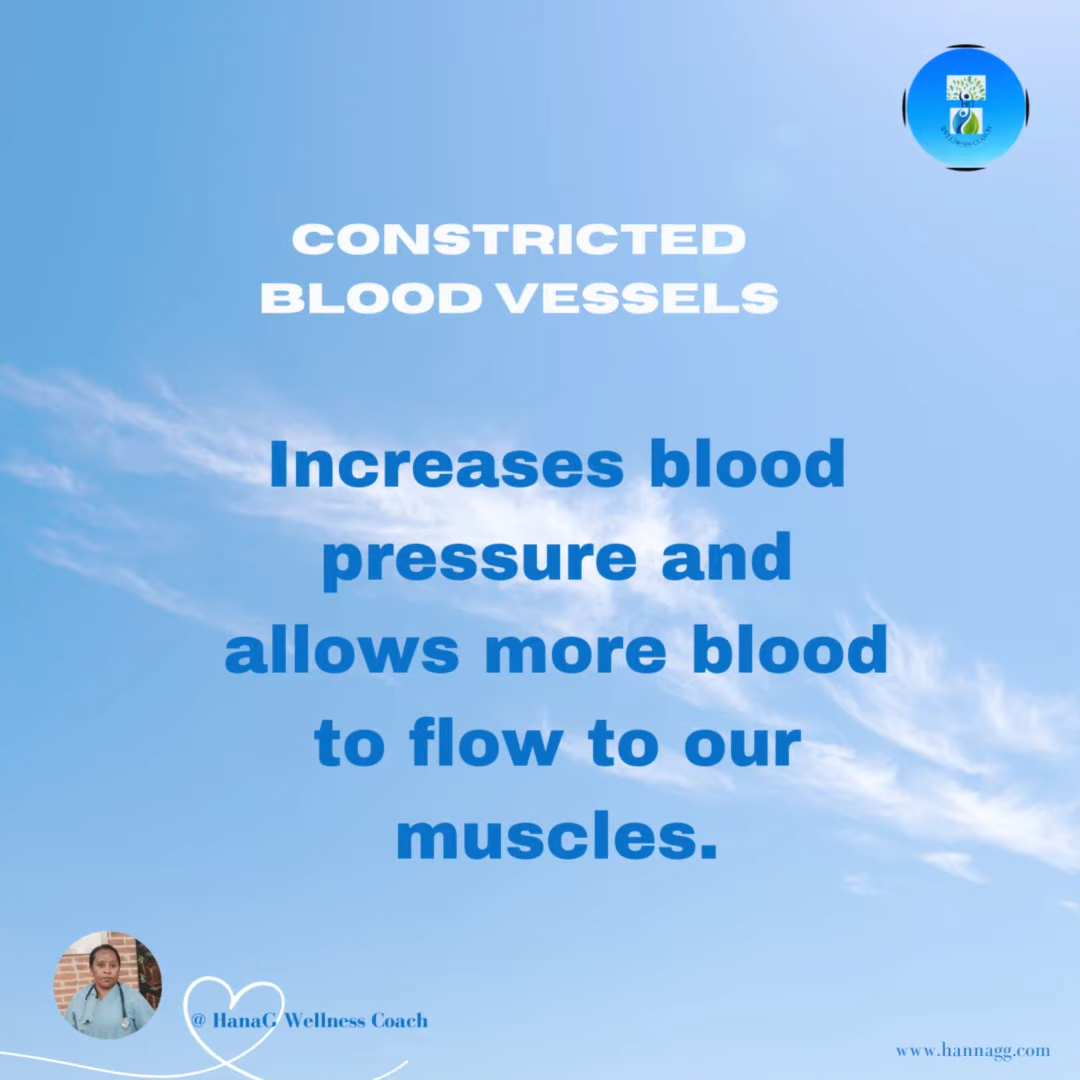 CONSTRICTED
BLOOD VESSELS
Increases blood
pressure and
allows more blood
to flow to our
muscles.
@ HanaG Wellness Coach
www.hannagg.com